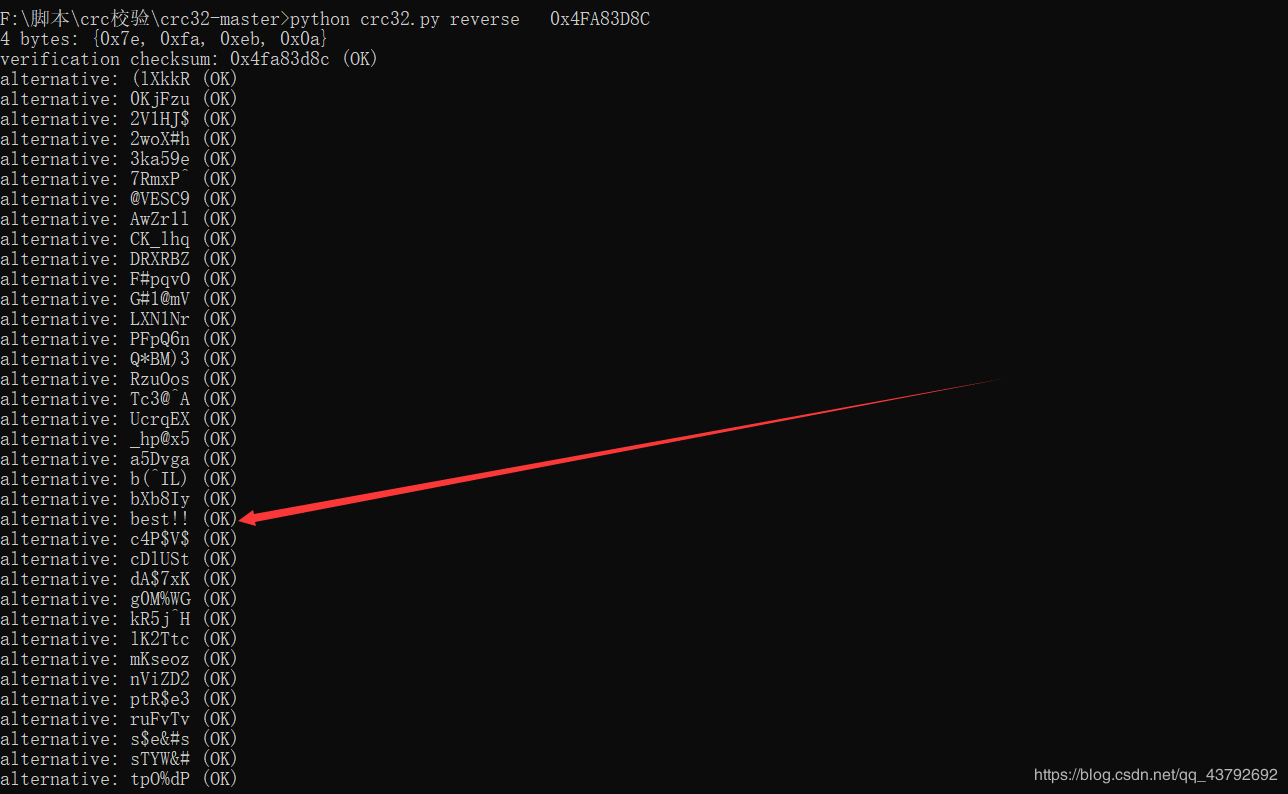 F:\脚本\crc校验\crc32-master>python crc32.py reverse   0x4FA83D8C
4 bytes: {0x7e, 0xfa, 0xeb, 0x0a}
verification checksum: 0x4fa83d8c (OK)
alternative: (lXkkR (OK)
alternative: 0KjFzu (OK)
alternative: 2V1HJ$ (OK)
alternative: 2woX#h (OK)
alternative: 3ka59e (OK)
alternative: 7RmxP^ (OK)
alternative: @VESC9 (OK)
alternative: AwZr1l (OK)
alternative: CK_lhq (OK)
alternative: DRXRBZ (OK)
alternative: F#pqvO (OK)
alternative: G#l@mV (OK)
alternative: LXN1Nr (OK)
alternative: PFpQ6n (OK)
alternative: Q*BM)3 (OK)
alternative: RzuOos (OK)
alternative: Tc3@^A (OK)
alternative: UcrqEX (OK)
alternative: _hp@x5 (OK)
alternative: a5Dvga (OK)
alternative: b(^IL) (OK)
alternative: bXb8Iy (OK)
alternative: best!! (OK)
alternative: c4P$V$ (OK)
alternative: cDlUSt (OK)
alternative: dA$7xK (OK)
alternative: g0M%WG (OK)
alternative: kR5j^H (OK)
alternative: lK2Ttc (OK)
alternative: mKseoz (OK)
alternative: nViZD2 (OK)
alternative: ptR$e3 (OK)
alternative: ruFvTv (OK)
alternative: s$e&#s (OK)
alternative: sTYW&# (OK)
alternative: tpO%dP (OK)
https://blog.csdn.net/qq_43792692